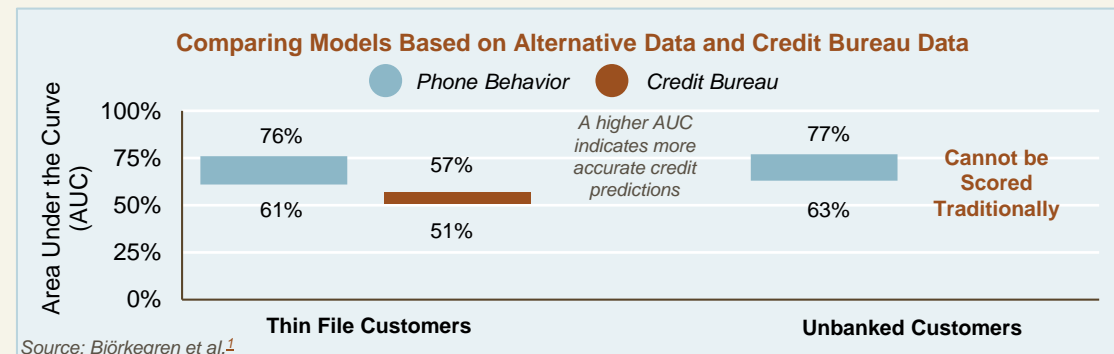 Comparing Models Based on Alternative Data and Credit Bureau Data
Phone Behavior
Credit Bureau
Area Under the Curve
(AUC)
100%
75%
50%
25%
0%
76%
61%
57%
51%
A higher AUC
indicates more
accurate credit
predictions
77%
63%
Cannot be
Scored
Traditionally
Thin File Customers
Unbanked Customers
Source: Björkegren et al.1